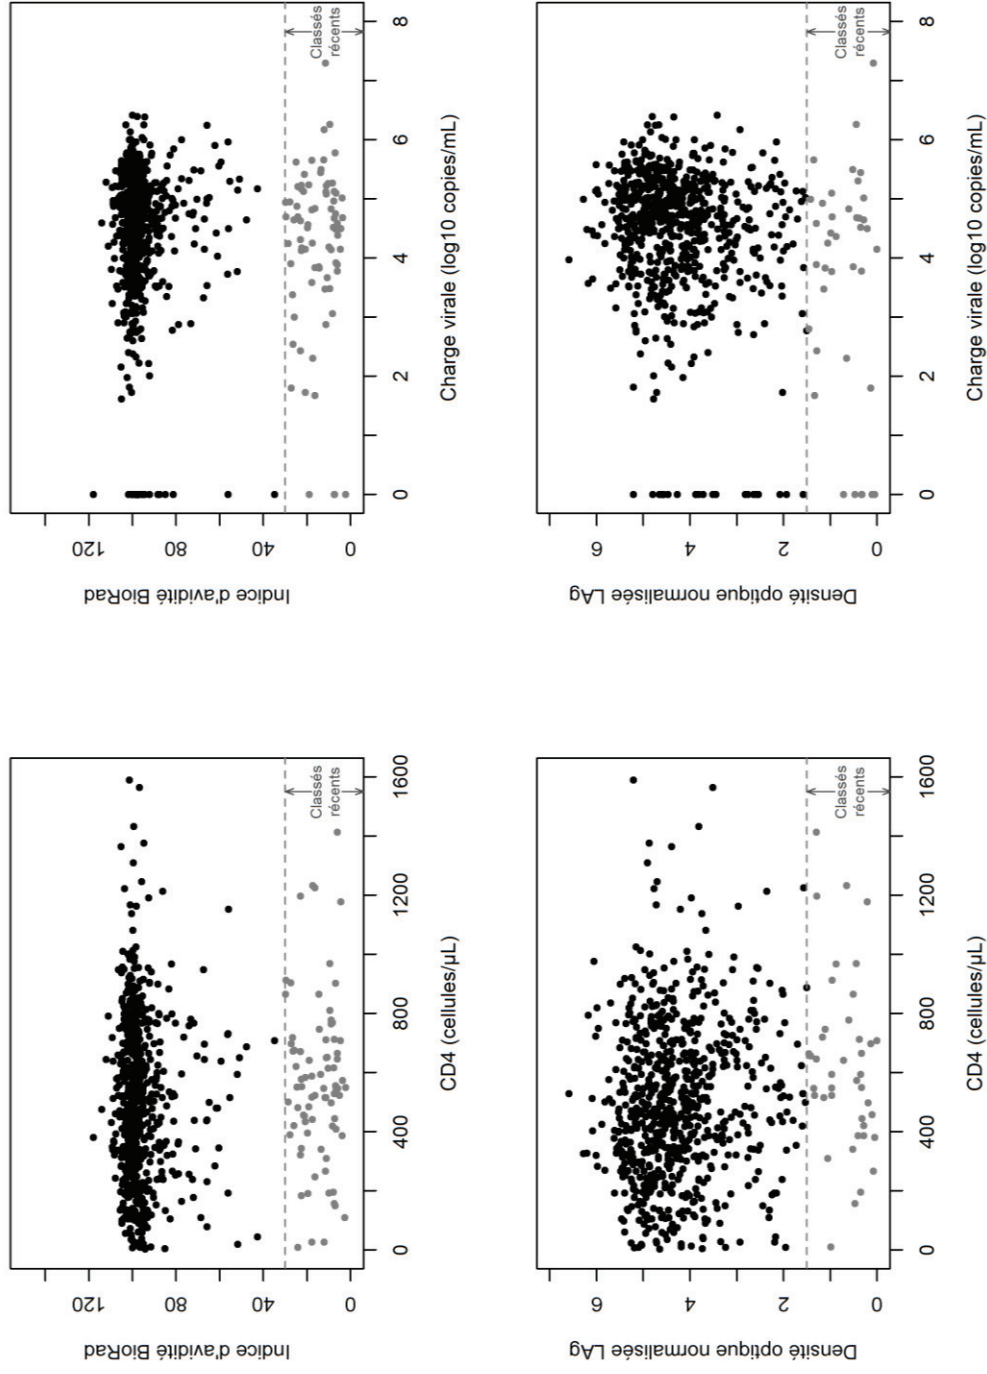 120
80
40
0
Indice d'avidité BioRad
Classés
récents
0
2
4
6
8
Charge virale (log10 copies/mL)
6
4
2
0
Densité optique normalisée LAg
Classés
récents
0
2
4
6
8
Charge virale (log10 copies/mL)
120
80
40
0
Indice d'avidité BioRad
Classés
récents
0
400
800
1200
1600
CD4 (cellules/µL)
6
4
2
0
Densité optique normalisée LAg
Classés
récents
0
400
800
1200
1600
CD4 (cellules/µL)